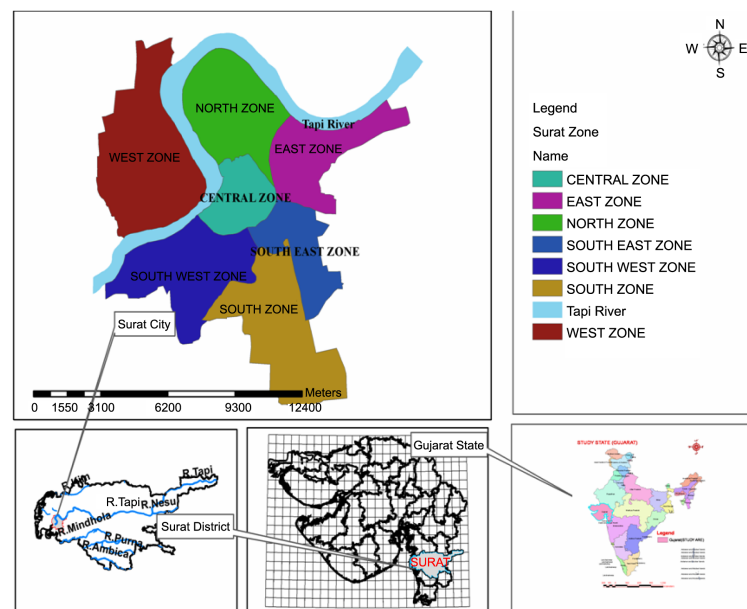 N
W E
S
NORTH ZONE
Tapi River
EAST ZONE
WEST ZONE
CENTRAL ZONE
SOUTH EAST ZONE
SOUTH WEST ZONE
SOUTH ZONE
Surat City
Meters
0 1550 3100 6200 9300 12400
Legend
Surat Zone
Name
CENTRAL ZONE
EAST ZONE
NORTH ZONE
SOUTH EAST ZONE
SOUTH WEST ZONE
SOUTH ZONE
Tapi River
WEST ZONE
R.Tapi
R.Tapi
R.Nesu
R.Mindhola
R.Purna
R.Ambica
Surat District
SURAT
Gujarat State
STUDY STATE (GUJARAT)
Legend